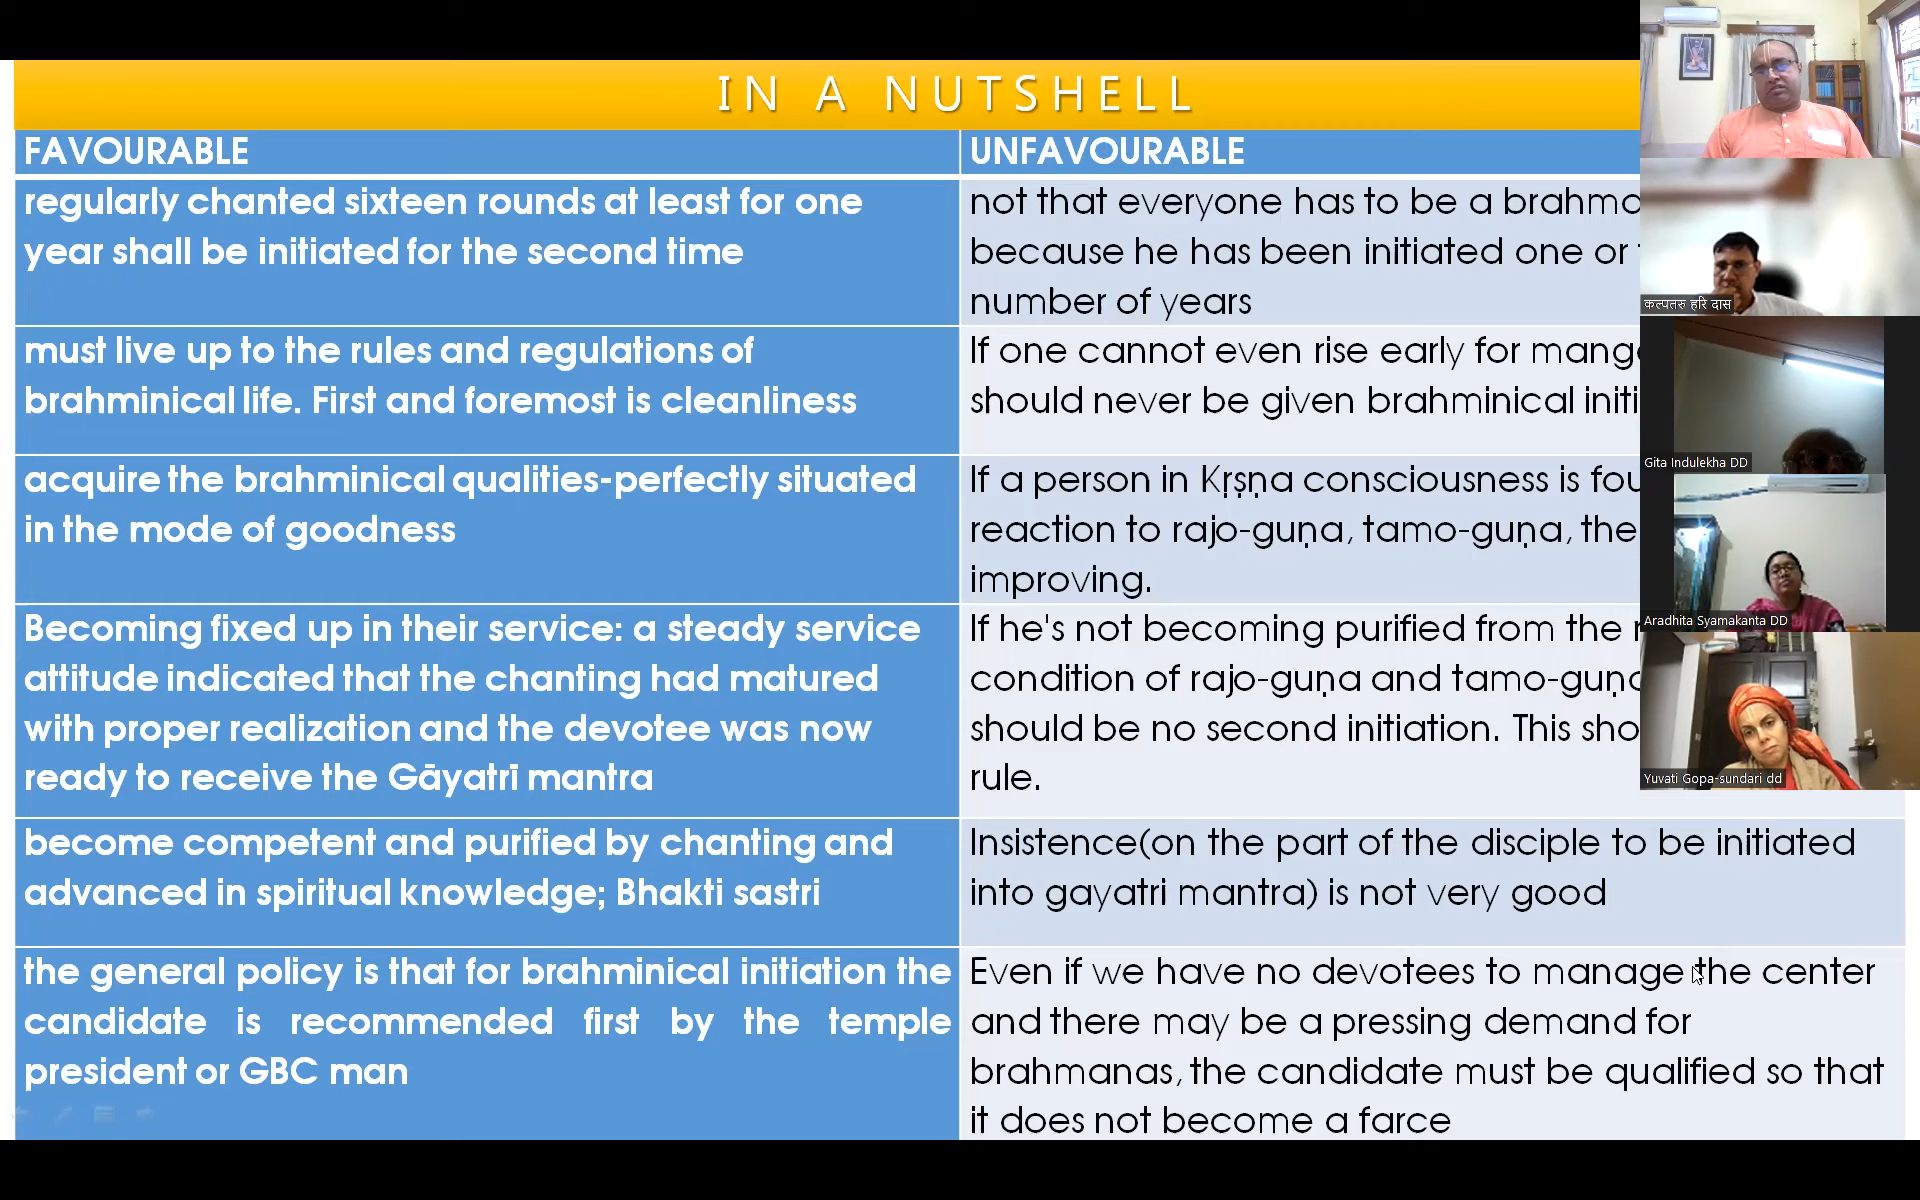 IN A NUTSHELL
FAVOURABLE
UNFAVOURABLE
regularly chanted sixteen rounds at least for one
year shall be initiated for the second time
not that everyone has to be a
because he has been initiated one or
number of years
must live up to the rules and regulations of
brahminical life. First and foremost is cleanliness
If one cannot even rise early for
should never be given brahminical
acquire the brahminical qualities-perfectly situated
in the mode of goodness
If a person in Kṛṣṇa consciousness is
reaction to rajo-guṇa, tamo-guṇa,
improving.
Becoming fixed up in their service: a steady service
attitude indicated that the chanting had matured
with proper realization and the devotee was now
ready to receive the Gāyatrī mantra
If he's not becoming purified from the
condition of rajo-guṇa and
should be no second initiation. This
rule.
become competent and purified by chanting and
advanced in spiritual knowledge; Bhakti sastri
Insistence(on the part of the disciple to be initiated
into gayatri mantra) is not very good
the general policy is that for brahminical initiation the
candidate is recommended first by the temple
president or GBC man
Even if we have no devotees to manage the center
and there may be a pressing demand for
brahmanas, the candidate must be qualified so that
it does not become a farce
कल्पतरु हरि दास
Gita Indulekha DD
Aradhita Syamakanta DD
Yuvati Gopa-sundari dd